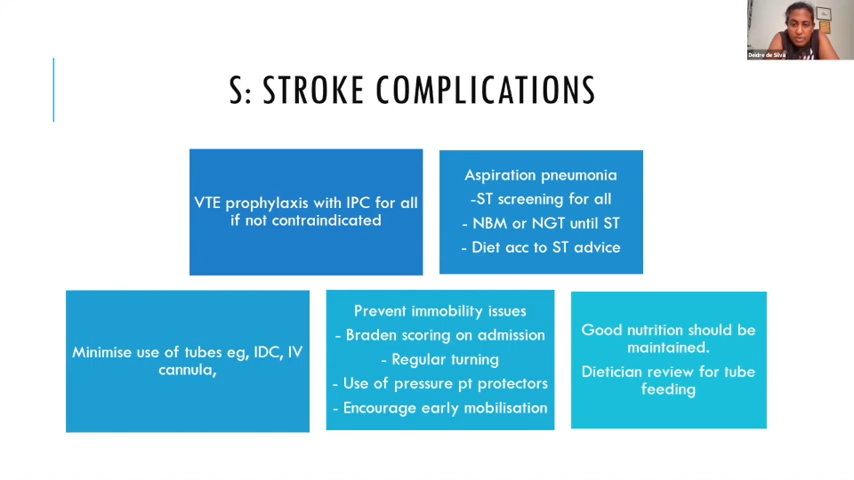 Deidre de Silva
S: STROKE COMPLICATIONS
VTE prophylaxis with IPC for all
if not contraindicated
Aspiration pneumonia
-ST screening for all
- NBM or NGT until ST
- Diet acc to ST advice
Minimise use of tubes eg, IDC, IV
cannula,
Prevent immobility issues
- Braden scoring on admission
- Regular turning
- Use of pressure pt protectors
- Encourage early mobilisation
Good nutrition should be
maintained.
Dietician review for tube
feeding